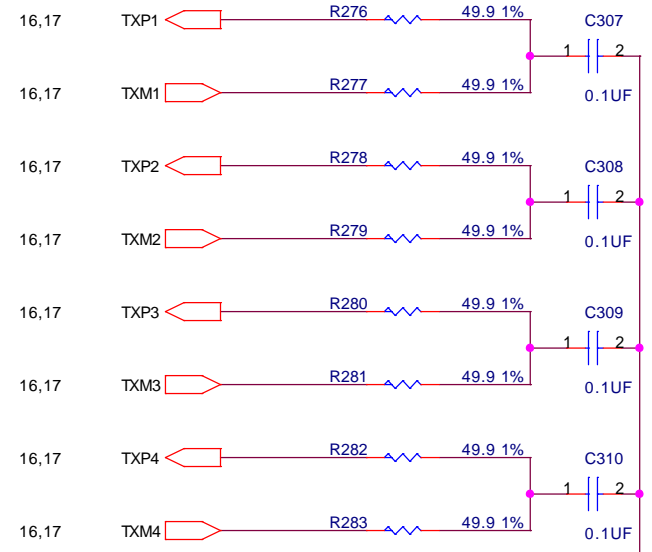 16,17 TXP1 R276 49.9 1% C307
1 2
16,17 TXM1 R277 49.9 1% 0.1UF
16,17 TXP2 R278 49.9 1% C308
1 2
16,17 TXM2 R279 49.9 1% 0.1UF
16,17 TXP3 R280 49.9 1% C309
1 2
16,17 TXM3 R281 49.9 1% 0.1UF
16,17 TXP4 R282 49.9 1% C310
1 2
16,17 TXM4 R283 49.9 1% 0.1UF